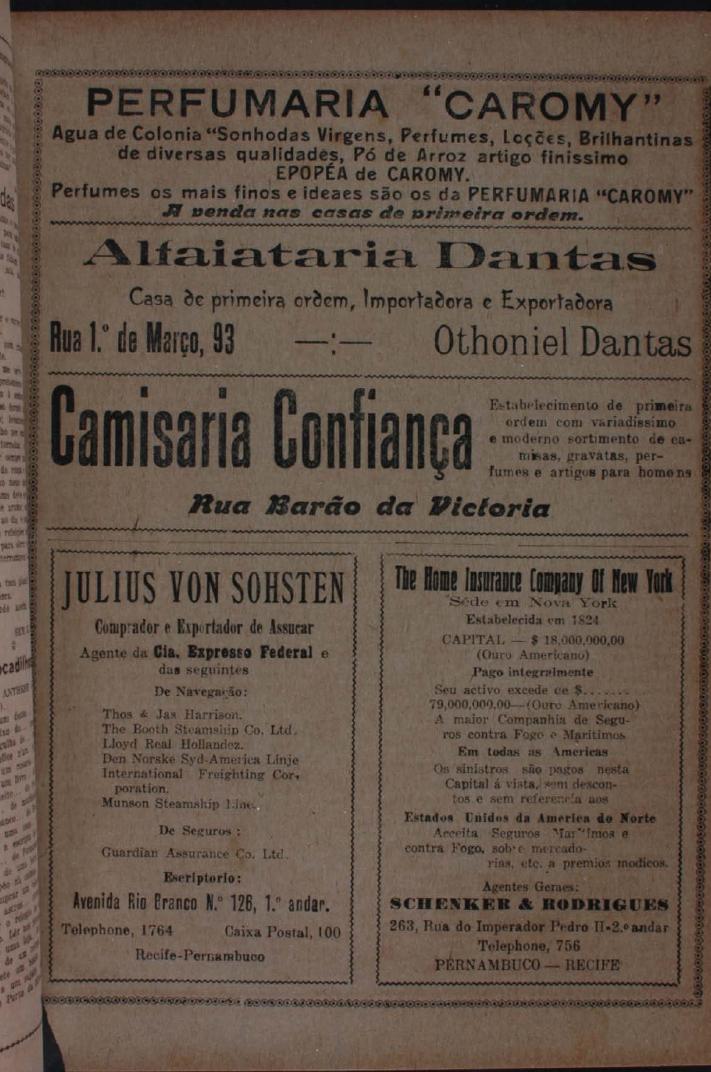 PERFUMARIA "CAROMY"
Agua de Colonia "Sonhodas Virgens, Perfumes, Loções, Brilhantinas
de diversas qualidades, Pó de Arroz artigo finissimo
EPOPÉA de CAROMY.
Perfumes os mais finos e ideaes são os da PERFUMARIA "CAROMY"
A venda nas casas de primeira ordem.
Alfaiataria Dantas
Casa de primeira ordem, Importadora e Exportadora
Rua 1.º de Março, 93 —:— Othoniel Dantas
Camisaria Confiança
Estabelecimento de primeira
ordem com variadissimo
e moderno sortimento de ca-
misas, gravatas, per-
fumes e artigos para homens
Rua Barão da Victoria
JULIUS VON SOHSTEN
Comprador e Exportador de Assucar
Agente da Cia. Expresso Federal e
das seguintes
De Navegação:
Thos & Jas Harrison.
The Booth Steamship Co. Ltd.
Lloyd Real Hollandez.
Den Norske Syd-America Linje
International Freighting Cor,
poration.
Munson Steamship Line.
De Seguros :
Guardian Assurance Co. Ltd.
Escriptorio:
Avenida Rio Branco N.º 126, 1.º andar.
Telephone, 1764 Caixa Postal, 100
Recife-Pernambuco
The Home Insurance Company Of New York
Séde em Nova York
Estabelecida em 1824
CAPITAL — $ 18,000,000,00
(Ouro Americano)
Pago integralmente
Seu activo excede de $.......
79,000,000.00—(Ouro Americano)
A maior Companhia de Segu-
ros contra Fogo e Maritimos
Em todas as Americas
Os sinistros são pagos nesta
Capital á vista, sem descon-
tos e sem referencia aos
Estados Unidos da America do Norte
Acceita Seguros Maritimos e
contra Fogo, sobre mercado-
rias, etc. a premios modicos.
Agentes Geraes:
SCHENKER & RODRIGUES
263, Rua do Imperador Pedro II-2.º andar
Telephone, 756
PERNAMBUCO — RECIFE